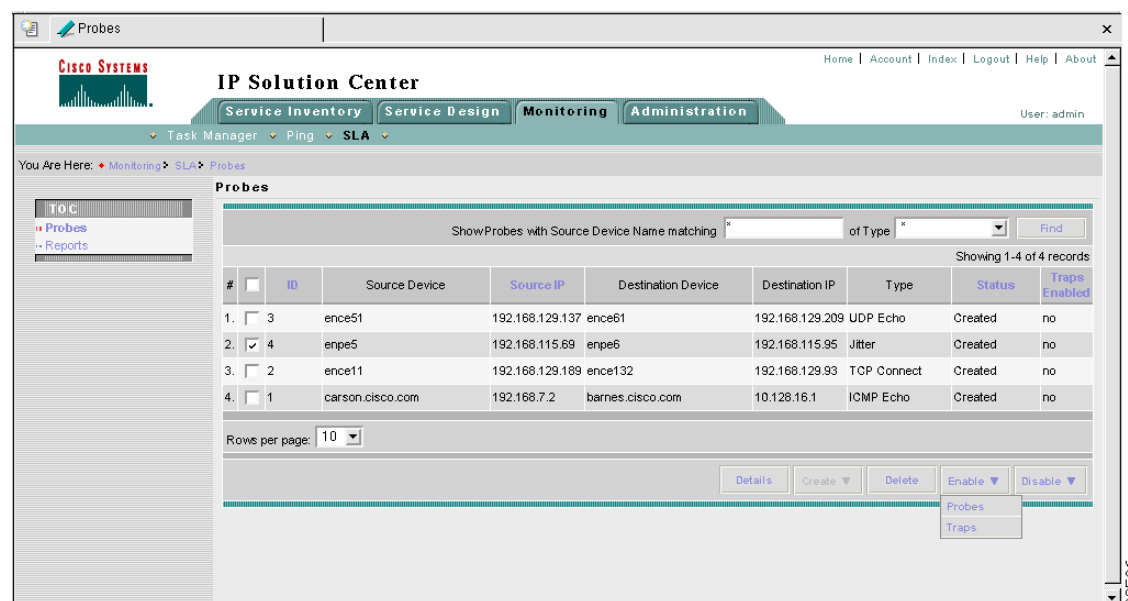 Probes
x
CISCO SYSTEMS
IP Solution Center
Home | Account | Index | Logout | Help | About
Service Inventory Service Design Monitoring Administration
User: admin
Task Manager Ping SLA
You Are Here: Monitoring SLA Probes
Probes
TOC
Probes
Reports
Show Probes with Source Device Name matching * of Type * Find
Showing 1-4 of 4 records
# ID Source Device Source IP Destination Device Destination IP Type Status Traps Enabled
1. 3 ence51 192.168.129.137 ence61 192.168.129.209 UDP Echo Created no
2. 4 enpe5 192.168.115.69 enpe6 192.168.115.95 Jitter Created no
3. 2 ence11 192.168.129.189 ence132 192.168.129.93 TCP Connect Created no
4. 1 carson.cisco.com 192.168.7.2 barnes.cisco.com 10.128.16.1 ICMP Echo Created no
Rows per page: 10
Details Create Delete Enable Disable
Probes
Traps